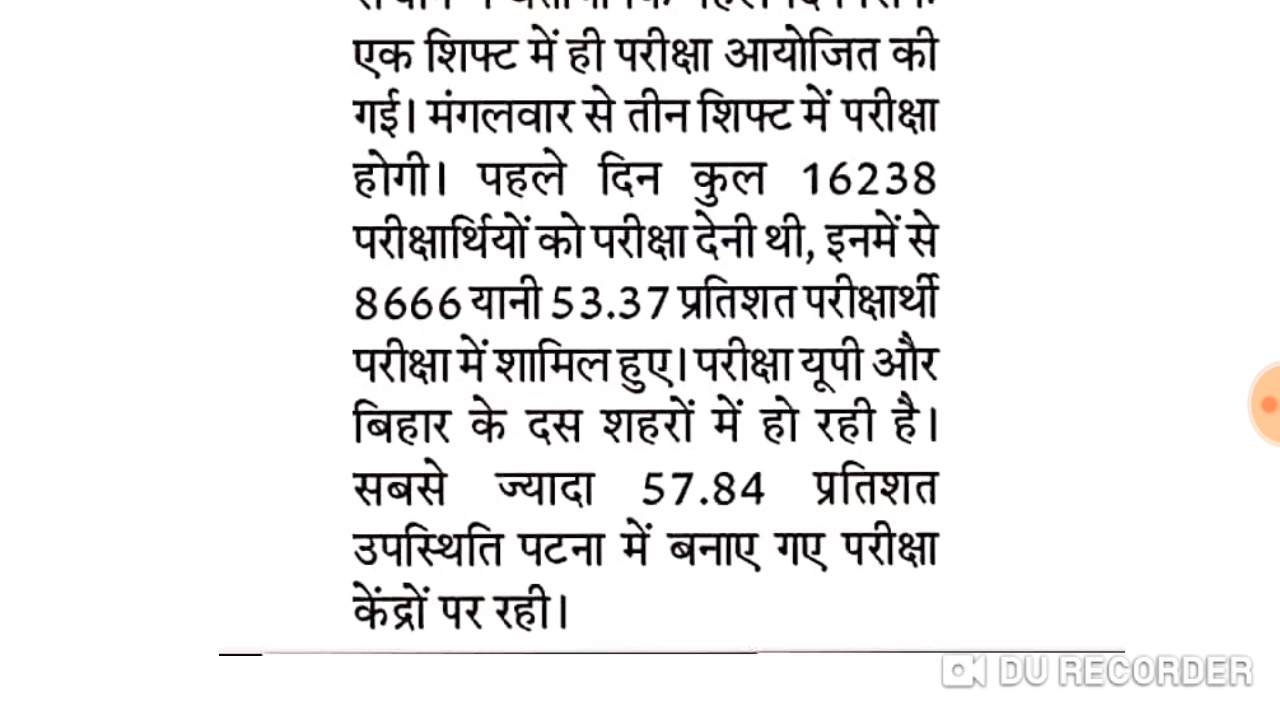 एक शिफ्ट में ही परीक्षा आयोजित की
गई। मंगलवार से तीन शिफ्ट में परीक्षा
होगी। पहले दिन कुल 16238
परीक्षार्थियों को परीक्षा देनी थी, इनमें से
8666 यानी 53.37 प्रतिशत परीक्षार्थी
परीक्षा में शामिल हुए। परीक्षा यूपी और
बिहार के दस शहरों में हो रही है।
सबसे ज्यादा 57.84 प्रतिशत
उपस्थिति पटना में बनाए गए परीक्षा
केंद्रों पर रही।
DU RECORDER